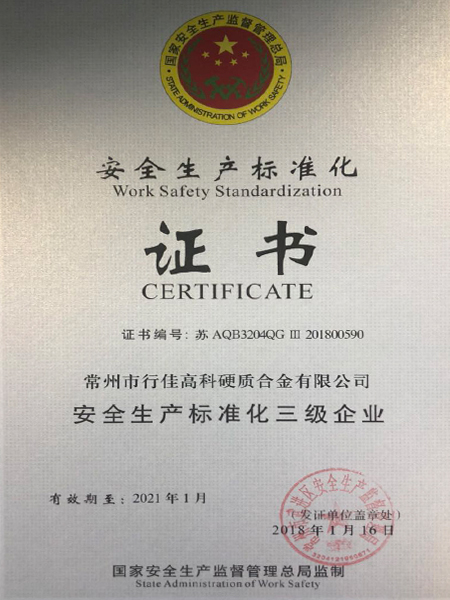 国家安全生产监督管理总局
STATE ADMINISTRATION OF WORK SAFETY
安全生产标准化
Work Safety Standardization
证书
CERTIFICATE
证书编号: 苏 AQB3204QG Ⅲ 201800590
常州市行佳高科硬质合金有限公司
安全生产标准化三级企业
有效期至: 2021 年 1 月
(发证单位盖章处)
2018 年 1 月 16 日
国家安全生产监督管理总局监制
State Administration of Work Safety